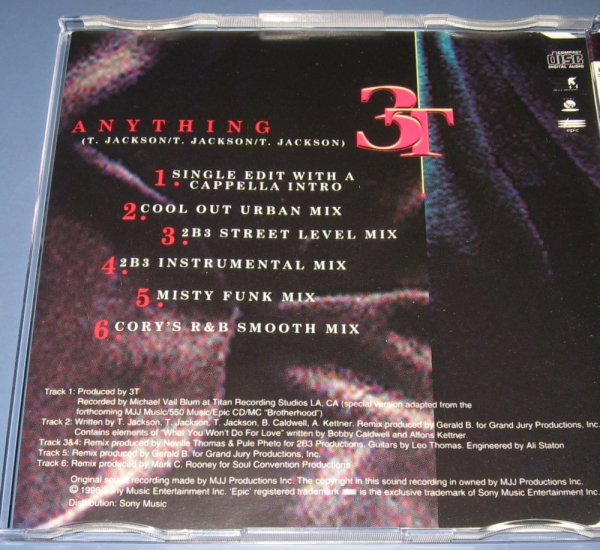 COMPACT
disc
DIGITAL AUDIO
3T
epic
ANYTHING
(T. JACKSON/T. JACKSON/T. JACKSON)
1. SINGLE EDIT WITH A
CAPPELLA INTRO
2. COOL OUT URBAN MIX
3. 2B3 STREET LEVEL MIX
4. 2B3 INSTRUMENTAL MIX
5. MISTY FUNK MIX
6. CORY'S R&B SMOOTH MIX
Track 1: Produced by 3T
Recorded by Michael Vail Blum at Titan Recording Studios LA, CA (special version adapted from the
forthcoming MJJ Music/550 Music/Epic CD/MC "Brotherhood")
Track 2: Written by T. Jackson, T. Jackson, T. Jackson, B. Caldwell, A. Kettner. Remix produced by Gerald B. for Grand Jury Productions, Inc.
Contains elements of "What You Won't Do For Love" written by Bobby Caldwell and Alfons Kettner.
Track 3&4: Remix produced by Neville Thomas & Pule Pheto for 2B3 Productions. Guitars by Leo Thomas. Engineered by Ali Staton
Track 5: Remix produced by Gerald B. for Grand Jury Productions, Inc.
Track 6: Remix produced by Mark C. Rooney for Soul Convention Productions
Original sound recording made by MJJ Productions Inc. The copyright in this sound recording in owned by MJJ Productions Inc.
© 1996 Sony Music Entertainment Inc. 'Epic' registered trademark is the exclusive trademark of Sony Music Entertainment Inc.
Distribution: Sony Music